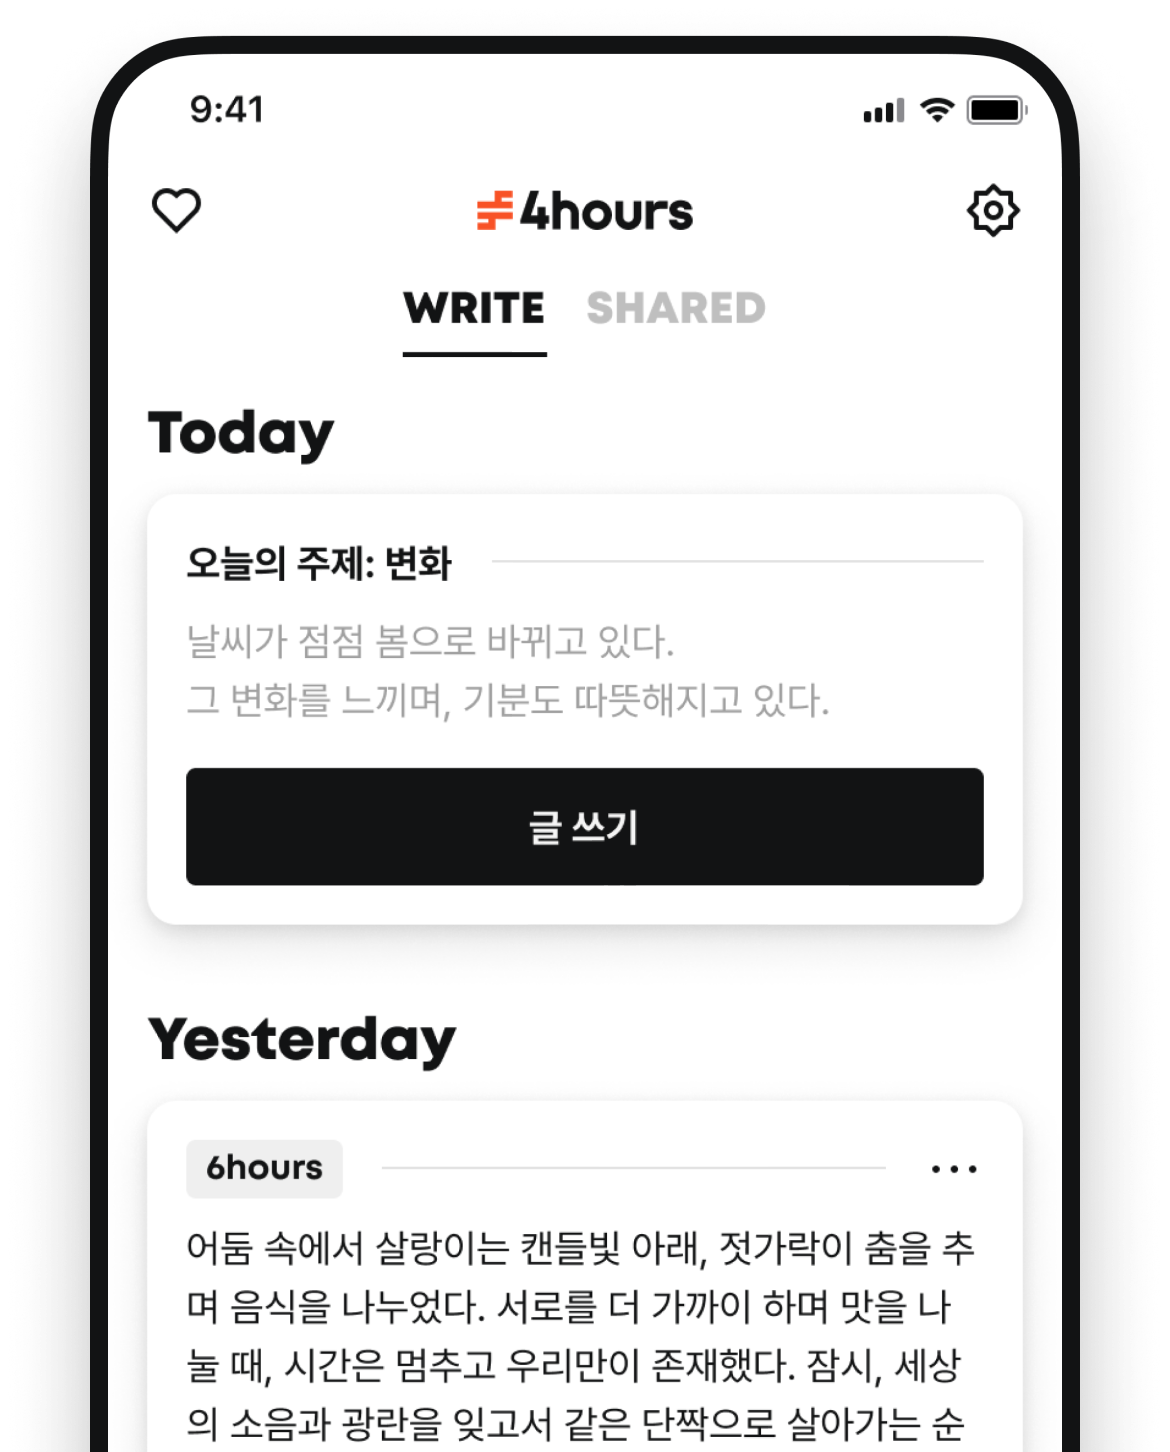 9:41
4hours
WRITE SHARED
Today
오늘의 주제: 변화
날씨가 점점 봄으로 바뀌고 있다.
그 변화를 느끼며, 기분도 따뜻해지고 있다.
글 쓰기
Yesterday
6hours
어둠 속에서 살랑이는 캔들빛 아래, 젓가락이 춤을 추
며 음식을 나누었다. 서로를 더 가까이 하며 맛을 나
눌 때, 시간은 멈추고 우리만이 존재했다. 잠시, 세상
의 소음과 광란을 잊고서 같은 단짝으로 살아가는 순